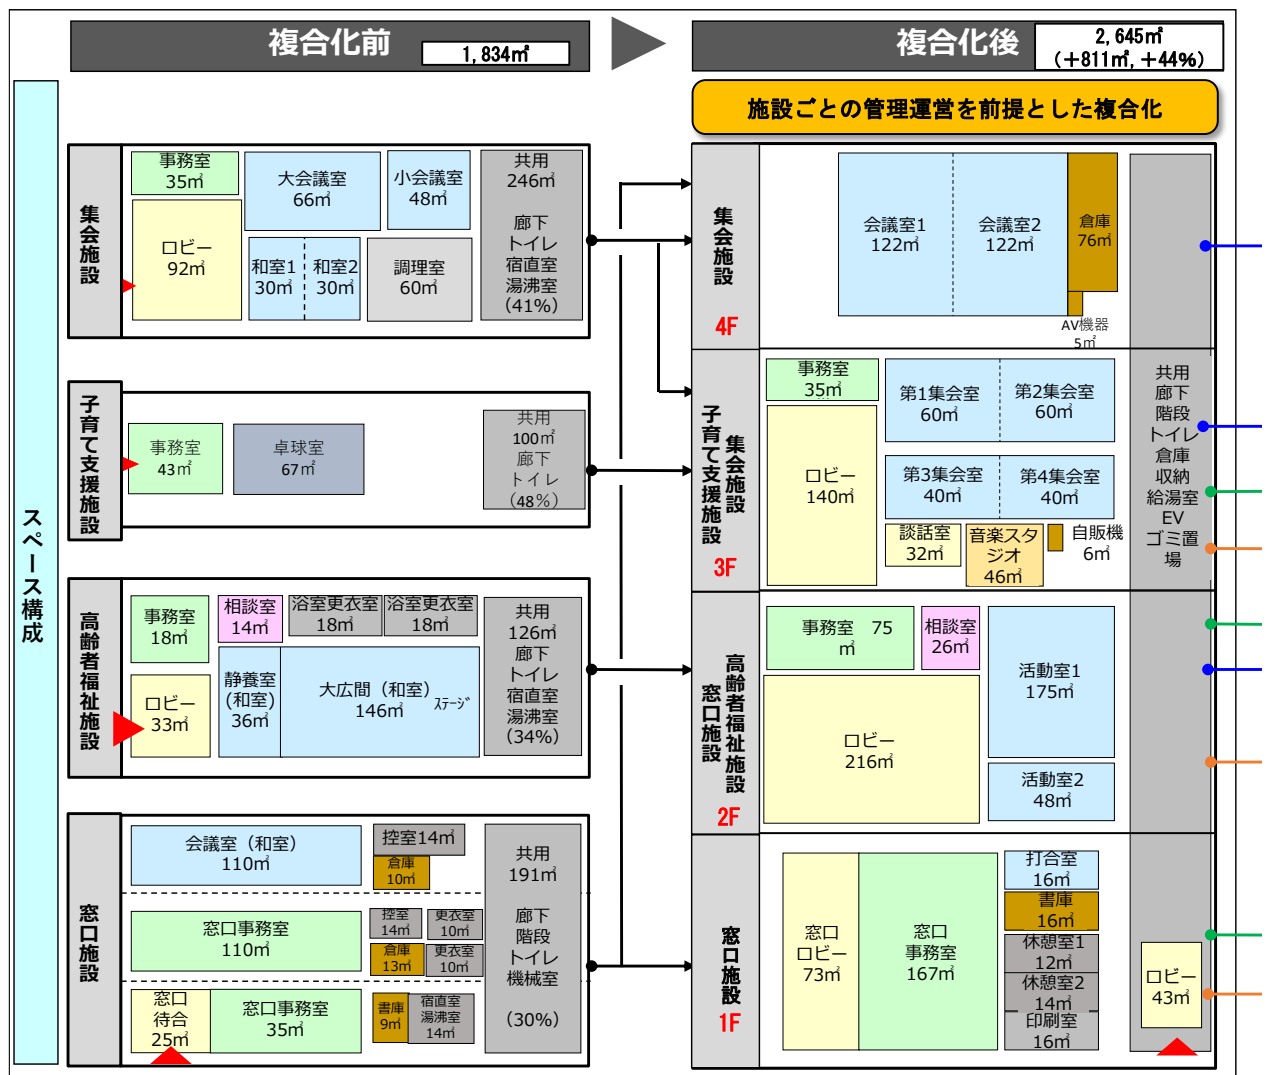 複合化前
1,834㎡
複合化後
2,645㎡
(+811㎡, +44%)
施設ごとの管理運営を前提とした複合化
スペース構成
集会施設
事務室
35㎡
ロビー
92㎡
大会議室
66㎡
小会議室
48㎡
和室1
30㎡
和室2
30㎡
調理室
60㎡
共用
246㎡
廊下
トイレ
宿直室
湯沸室
(41%)
子育て支援施設
事務室
43㎡
卓球室
67㎡
共用
100㎡
廊下
トイレ
(48%)
高齢者福祉施設
事務室
18㎡
相談室
14㎡
浴室更衣室
18㎡
浴室更衣室
18㎡
ロビー
33㎡
静養室
(和室)
36㎡
大広間（和室）
146㎡
ｽﾃｰｼﾞ
共用
126㎡
廊下
トイレ
宿直室
湯沸室
(34%)
窓口施設
会議室（和室）
110㎡
控室14㎡
倉庫
10㎡
窓口事務室
110㎡
控室
14㎡
更衣室
10㎡
倉庫
13㎡
更衣室
10㎡
窓口
待合
25㎡
窓口事務室
35㎡
書庫
9㎡
宿直室
湯沸室
14㎡
共用
191㎡
廊下
階段
トイレ
機械室
(30%)
集会施設
4F
会議室1
122㎡
会議室2
122㎡
倉庫
76㎡
AV機器
5㎡
集会施設
子育て支援施設
3F
事務室
35㎡
ロビー
140㎡
第1集会室
60㎡
第2集会室
60㎡
第3集会室
40㎡
第4集会室
40㎡
談話室
32㎡
音楽スタ
ジオ
46㎡
自販機
6㎡
共用
廊下
階段
トイレ
倉庫
収納
給湯室
EV
ゴミ置
場
高齢者福祉施設
窓口施設
2F
事務室　75
㎡
相談室
26㎡
ロビー
216㎡
活動室1
175㎡
活動室2
48㎡
窓口施設
1F
窓口
ロビー
73㎡
窓口
事務室
167㎡
打合室
16㎡
書庫
16㎡
休憩室1
12㎡
休憩室2
14㎡
印刷室
16㎡
ロビー
43㎡